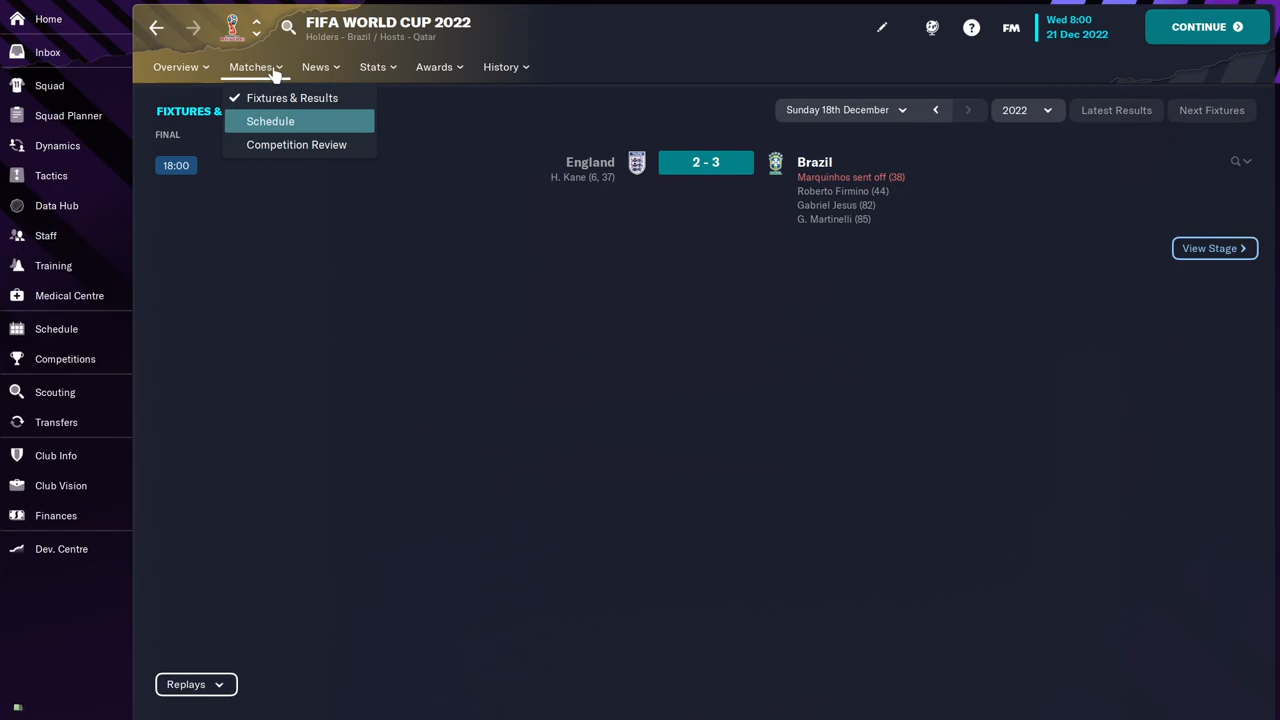 Home
Inbox
Squad
Squad Planner
Dynamics
Tactics
Data Hub
Staff
Training
Medical Centre
Schedule
Competitions
Scouting
Transfers
Club Info
Club Vision
Finances
Dev. Centre
FIFA WORLD CUP 2022
Holders - Brazil / Hosts - Qatar
FM
Wed 8:00
21 Dec 2022
CONTINUE
Overview
Matches
News
Stats
Awards
History
Fixtures & Results
Schedule
Competition Review
FIXTURES &
Sunday 18th December
2022
Latest Results
Next Fixtures
FINAL
18:00
England
2 - 3
Brazil
H. Kane (6, 37)
Marquinhos sent off (38)
Roberto Firmino (44)
Gabriel Jesus (82)
G. Martinelli (85)
View Stage
Replays